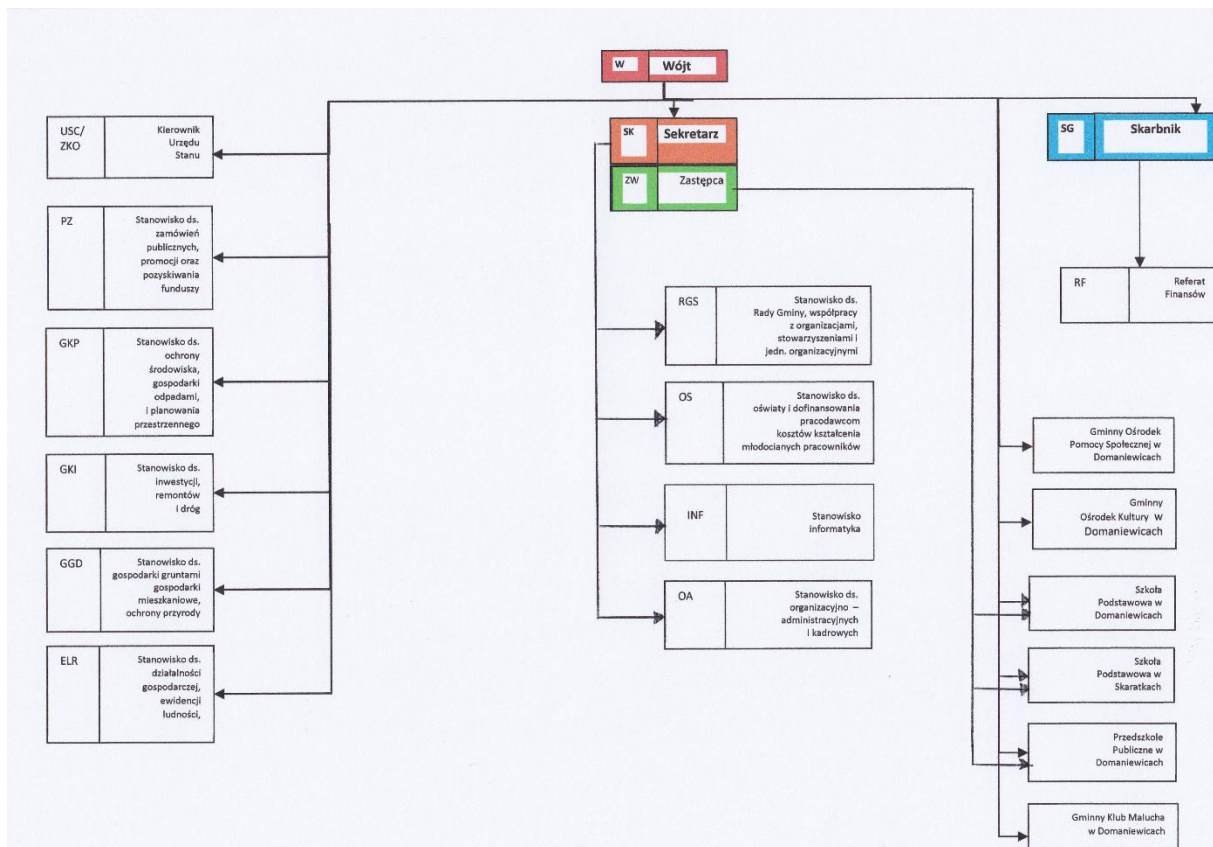 W Wójt
SK Sekretarz
ZW Zastępca
SG Skarbnik
RF Referat
Finansów
USC/
ZKO
Kierownik
Urzędu
Stanu
PZ
Stanowisko ds.
zamówień
publicznych,
promocji oraz
pozyskiwania
funduszy
GKP
Stanowisko ds.
ochrony
środowiska,
gospodarki
odpadami,
i planowania
przestrzennego
GKI
Stanowisko ds.
inwestycji,
remontów
i dróg
GGD
Stanowisko ds.
gospodarki gruntami
gospodarki
mieszkaniowe,
ochrony przyrody
ELR
Stanowisko ds.
działalności
gospodarczej,
ewidencji
ludności,
RGS
Stanowisko ds.
Rady Gminy, współpracy
z organizacjami,
stowarzyszeniami i
jedn. organizacyjnymi
OS
Stanowisko ds.
oświaty i dofinansowania
pracodawcom
kosztów kształcenia
młodocianych pracowników
INF
Stanowisko
informatyka
OA
Stanowisko ds.
organizacyjno –
administracyjnych
i kadrowych
Gminny Ośrodek
Pomocy Społecznej w
Domaniewicach
Gminny
Ośrodek Kultury w
Domaniewicach
Szkoła
Podstawowa w
Domaniewicach
Szkoła
Podstawowa w
Skaratkach
Przedszkole
Publiczne w
Domaniewicach
Gminny Klub Malucha
w Domaniewicach